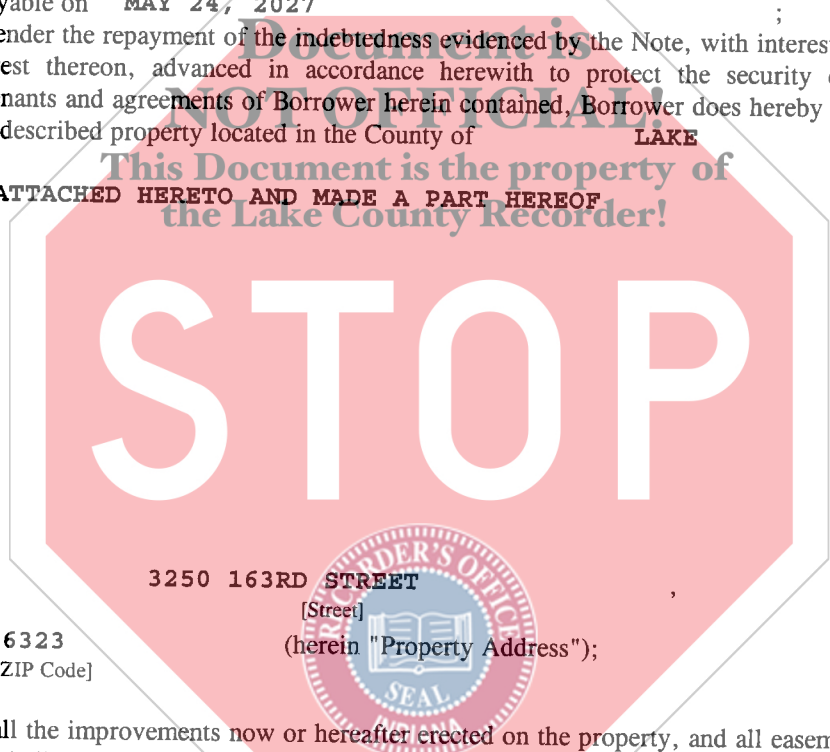 yable on MAY 24, 2027 ;
Document is
ender the repayment of the indebtedness evidenced by the Note, with interes
est thereon, advanced in accordance herewith to protect the security
NOT OFFICIAL!
nants and agreements of Borrower herein contained, Borrower does hereby
described property located in the County of LAKE
This Document is the property of
ATTACHED HERETO AND MADE A PART HEREOF
the Lake County Recorder!
STOP
RECORDER'S OFFICE
3250 163RD STREET ,
[Street]
6323 (herein "Property Address");
ZIP Code]
SEAL
INDIANA
ll the improvements now or hereafter erected on the property, and all easem